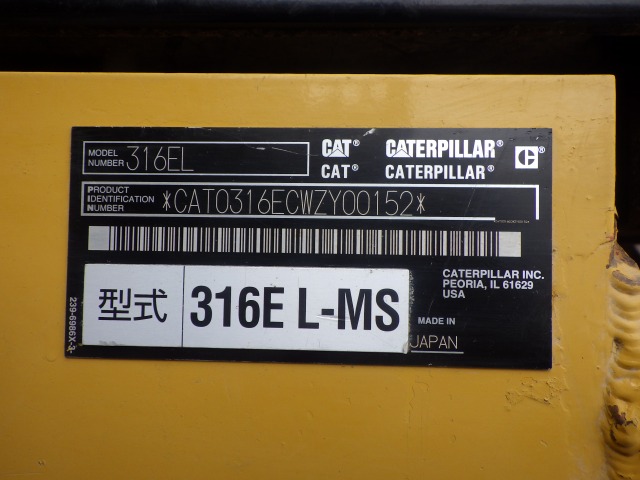 MODEL NUMBER 316EL
CAT® CATERPILLAR® C
CAT® CATERPILLAR®
PRODUCT IDENTIFICATION NUMBER *CAT0316ECWZY00152*
CATERPILLAR INC.
PEORIA, IL 61629
USA
型式 316E L-MS
MADE IN
JAPAN
239-6986X-3